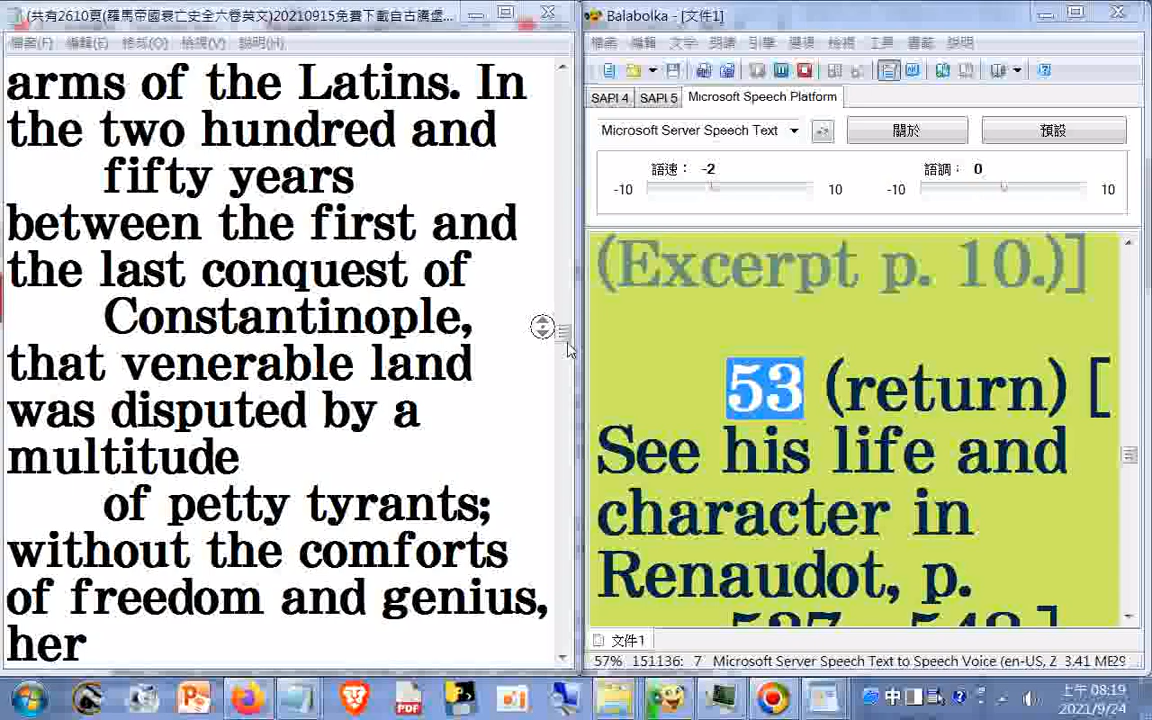 (共有2610頁(羅馬帝國衰亡史全六卷英文)20210915免費下載自古騰堡...
檔案(F) 編輯(E) 格式(O) 檢視(V) 說明(H)
arms of the Latins. In
the two hundred and
fifty years
between the first and
the last conquest of
Constantinople,
that venerable land
was disputed by a
multitude
of petty tyrants;
without the comforts
of freedom and genius,
her
Balabolka - [文件1]
檔案 編輯 文字 朗讀 引擎 選項 檢視 工具 書籤 說明
SAPI 4 SAPI 5 Microsoft Speech Platform
Microsoft Server Speech Text 關於 預設
語速： -2 語調： 0
-10 10 -10 10
(Excerpt p. 10.)]
53 (return) [
See his life and
character in
Renaudot, p.
文件1
57% 151136: 7 Microsoft Server Speech Text to Speech Voice (en-US, Z 3.41 ME29
PDF 中 上午 08:19
2021/9/24